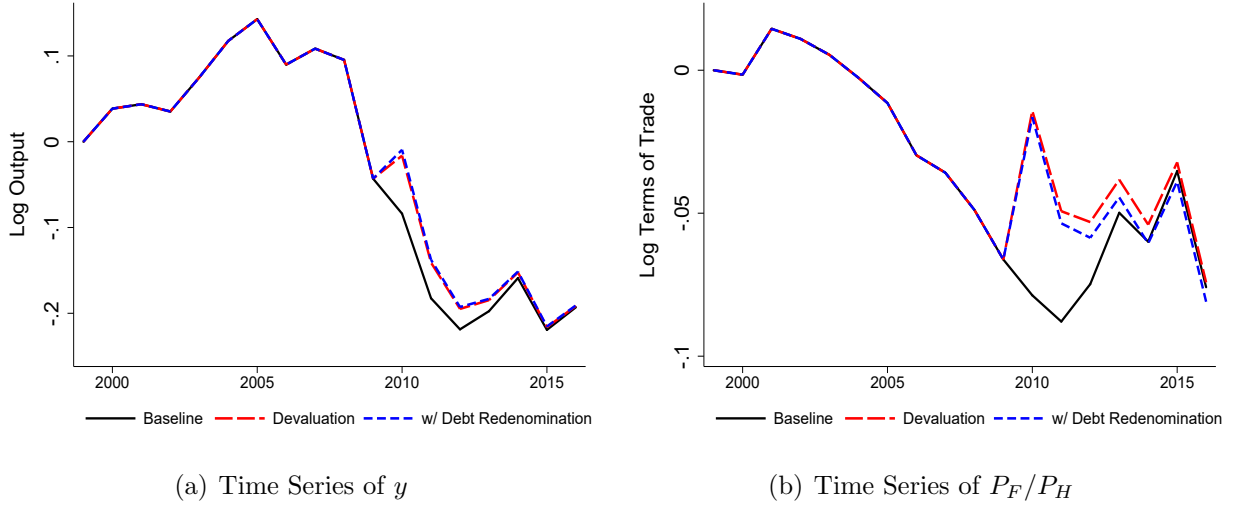 Log Output
.1
0
-.1
-.2
2000 2005 2010 2015
Baseline Devaluation w/ Debt Redenomination
(a) Time Series of y
Log Terms of Trade
0
-.05
-.1
2000 2005 2010 2015
Baseline Devaluation w/ Debt Redenomination
(b) Time Series of P_F/P_H